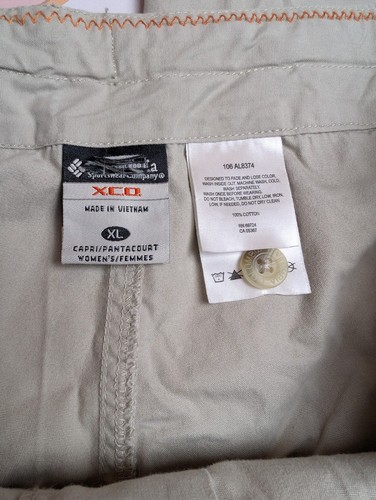 Sportswear Company®
XCO
MADE IN VIETNAM
XL
CAPRI/PANTACOURT
WOMEN'S/FEMMES
106 AL8374
DESIGNED TO FADE AND LOSE COLOR,
WASH INSIDE OUT, MACHINE WASH, COLD,
WASH SEPARATELY.
WASH ONCE BEFORE WEARING.
DO NOT BLEACH, TUMBLE DRY, LOW, IRON,
LOW, IF NEEDED, DO NOT DRY CLEAN
100% COTTON
RN 69724
CA 05367